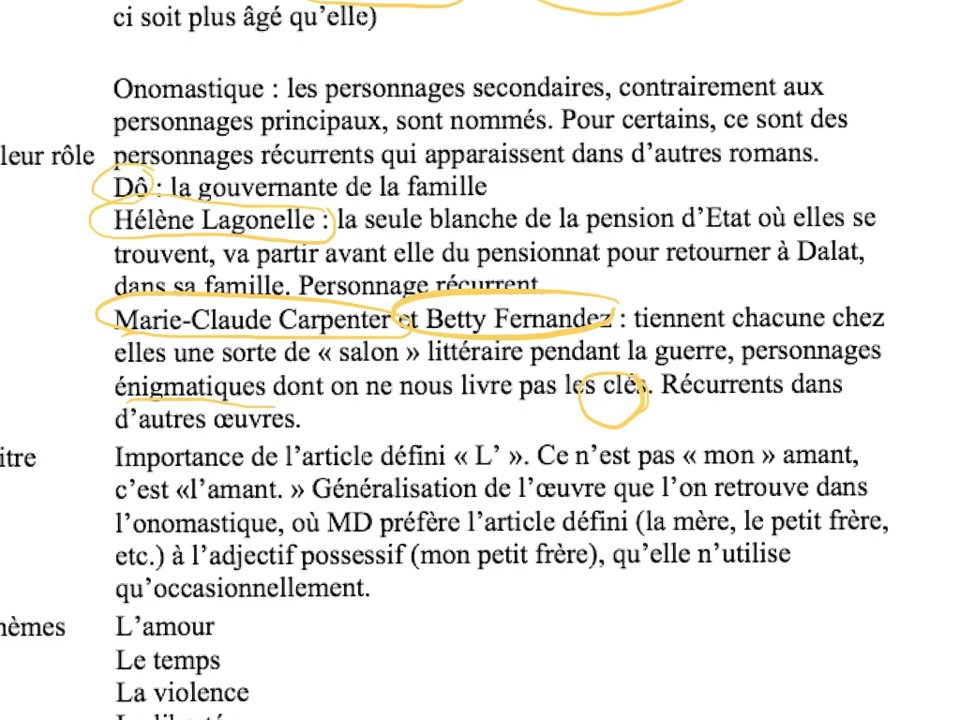 ci soit plus âgé qu'elle)
Onomastique : les personnages secondaires, contrairement aux
personnages principaux, sont nommés. Pour certains, ce sont des
leur rôle personnages récurrents qui apparaissent dans d'autres romans.
Dô : la gouvernante de la famille
Hélène Lagonelle : la seule blanche de la pension d'Etat où elles se
trouvent, va partir avant elle du pensionnat pour retourner à Dalat,
dans sa famille. Personnage récurrent
Marie-Claude Carpenter et Betty Fernandez : tiennent chacune chez
elles une sorte de « salon » littéraire pendant la guerre, personnages
énigmatiques dont on ne nous livre pas les clés. Récurrents dans
d'autres œuvres.
itre Importance de l'article défini « L' ». Ce n'est pas « mon » amant,
c'est «l'amant. » Généralisation de l'œuvre que l'on retrouve dans
l'onomastique, où MD préfère l'article défini (la mère, le petit frère,
etc.) à l'adjectif possessif (mon petit frère), qu'elle n'utilise
qu'occasionnellement.
hèmes L'amour
Le temps
La violence